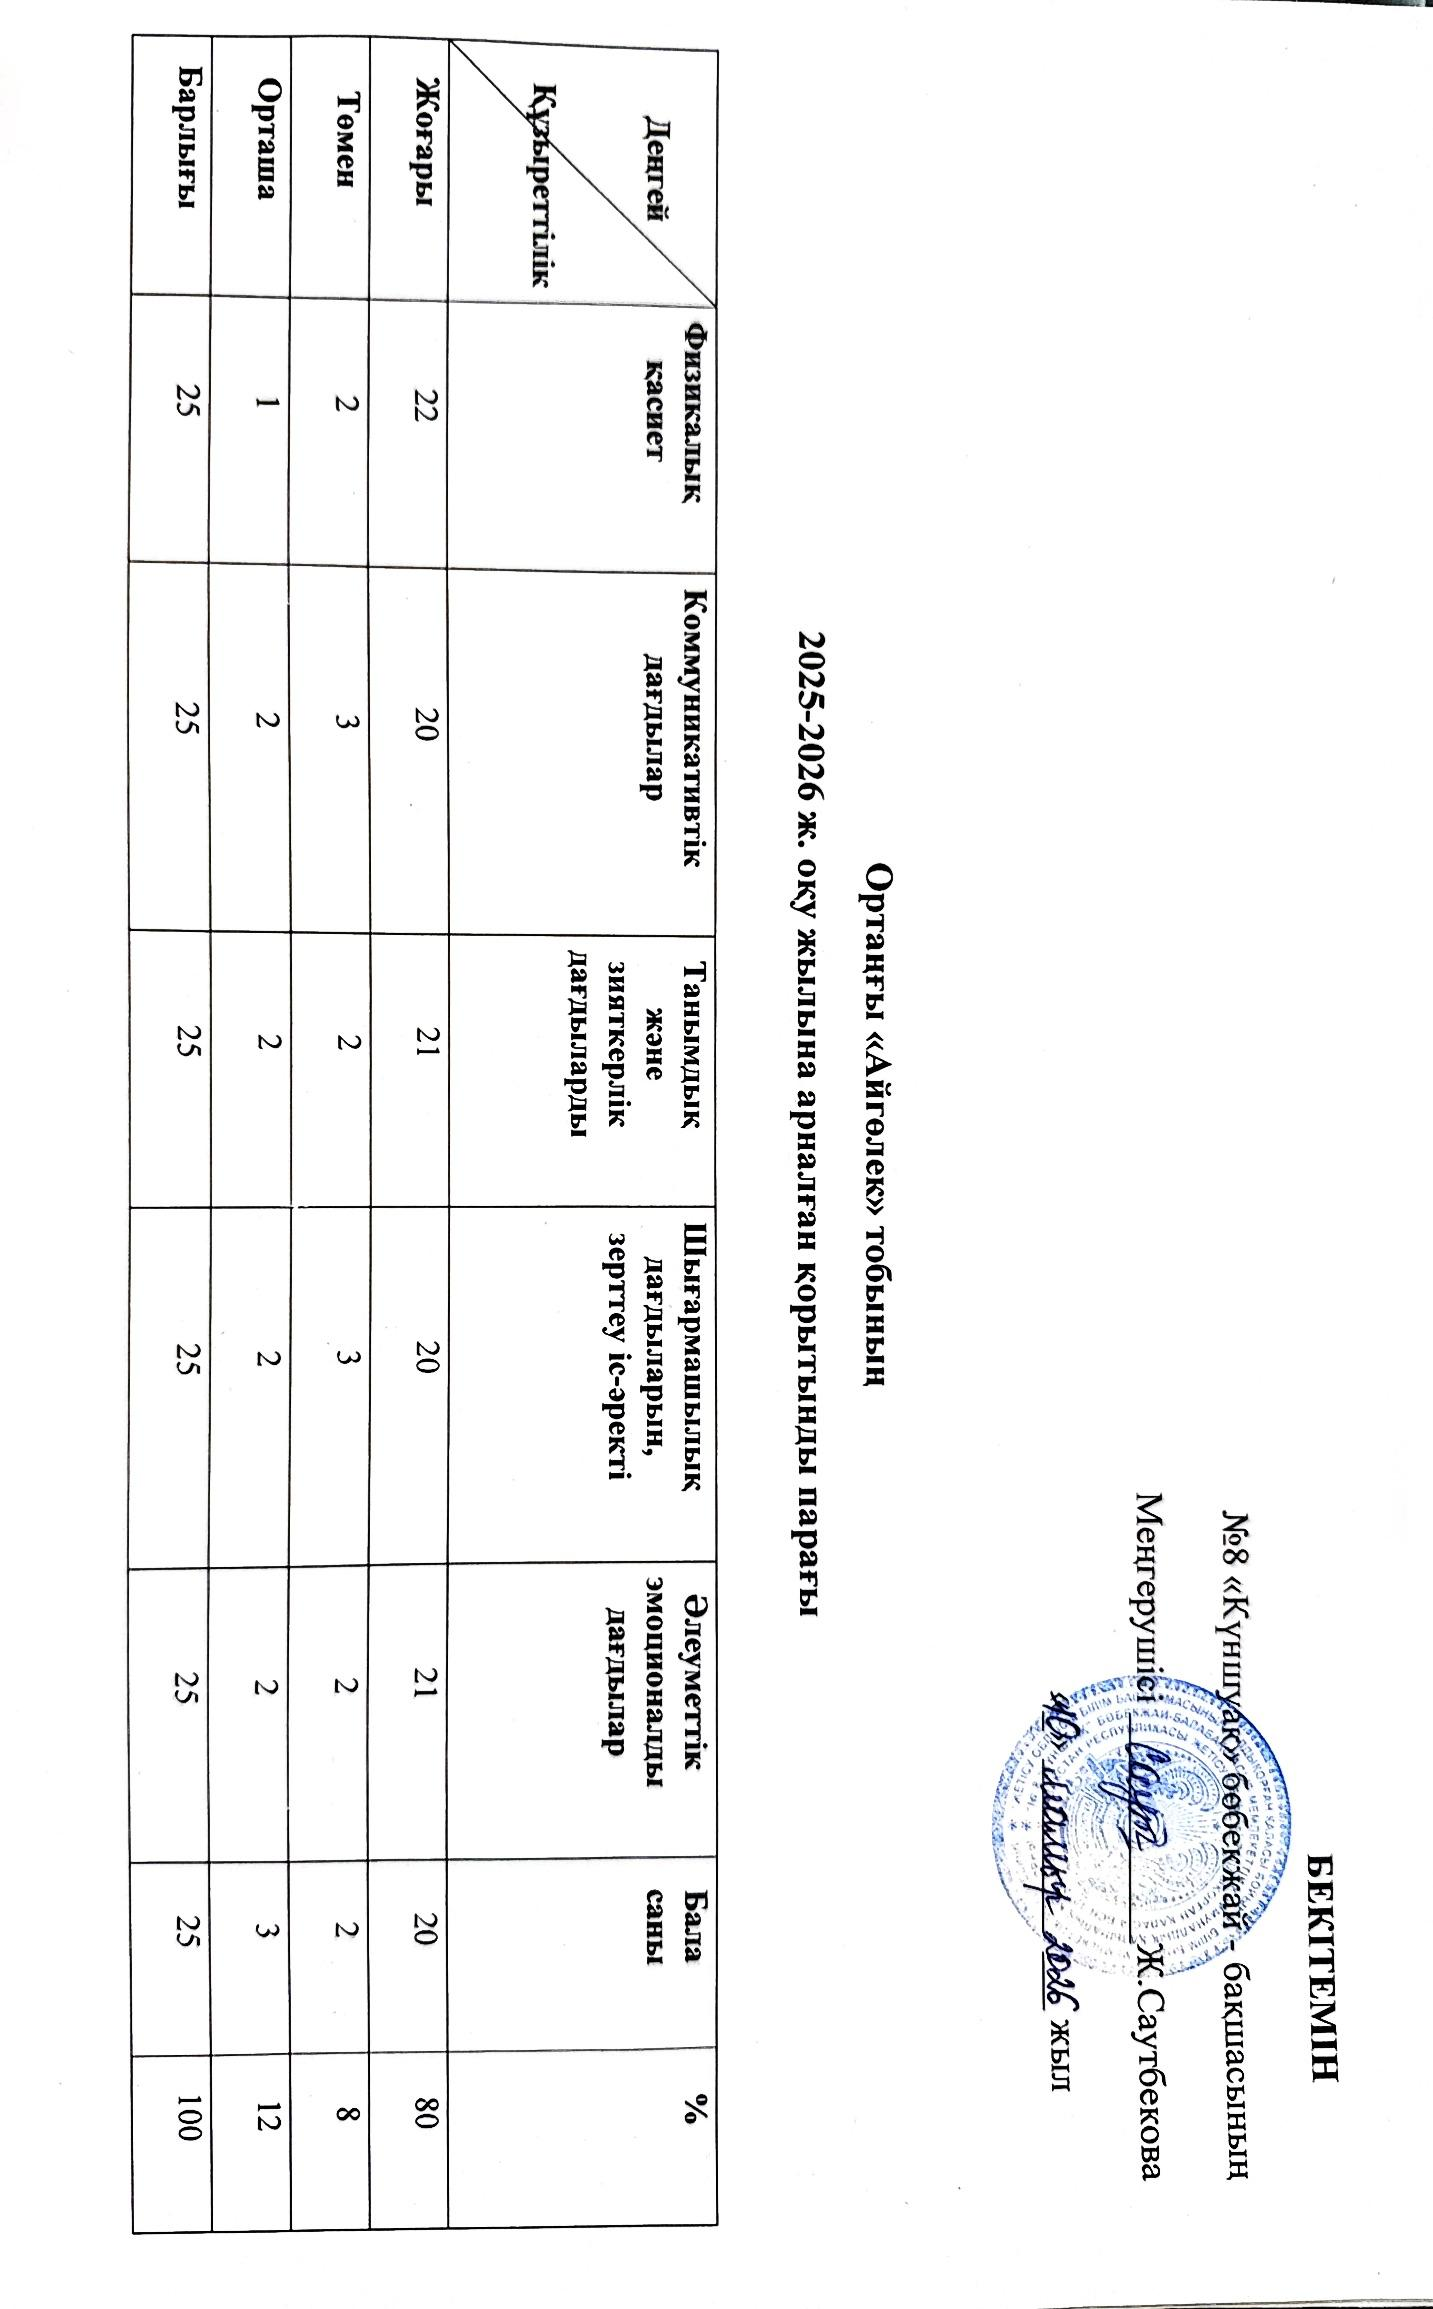 БЕКІТЕМІН
№8 «Күншуақ» бөбекжай - бақшасының
Меңгерушісі Ж.Саутбекова
2026 жыл
Ортаңғы «Айгөлек» тобының
2025-2026 ж. оқу жылына арналған қорытынды парағы
Деңгей
Құзыреттілік
Физикалық
қасиет
Коммуникативтік
дағдылар
Танымдық
және
зияткерлік
дағдыларды
Шығармашылық
дағдыларын,
зерттеу іс-әректі
Әлеуметтік
эмоционалды
дағдылар
Бала
саны
%
Жоғары 22 20 21 20 21 20 80
Төмен 2 3 2 3 2 2 8
Орташа 1 2 2 2 2 3 12
Барлығы 25 25 25 25 25 25 100